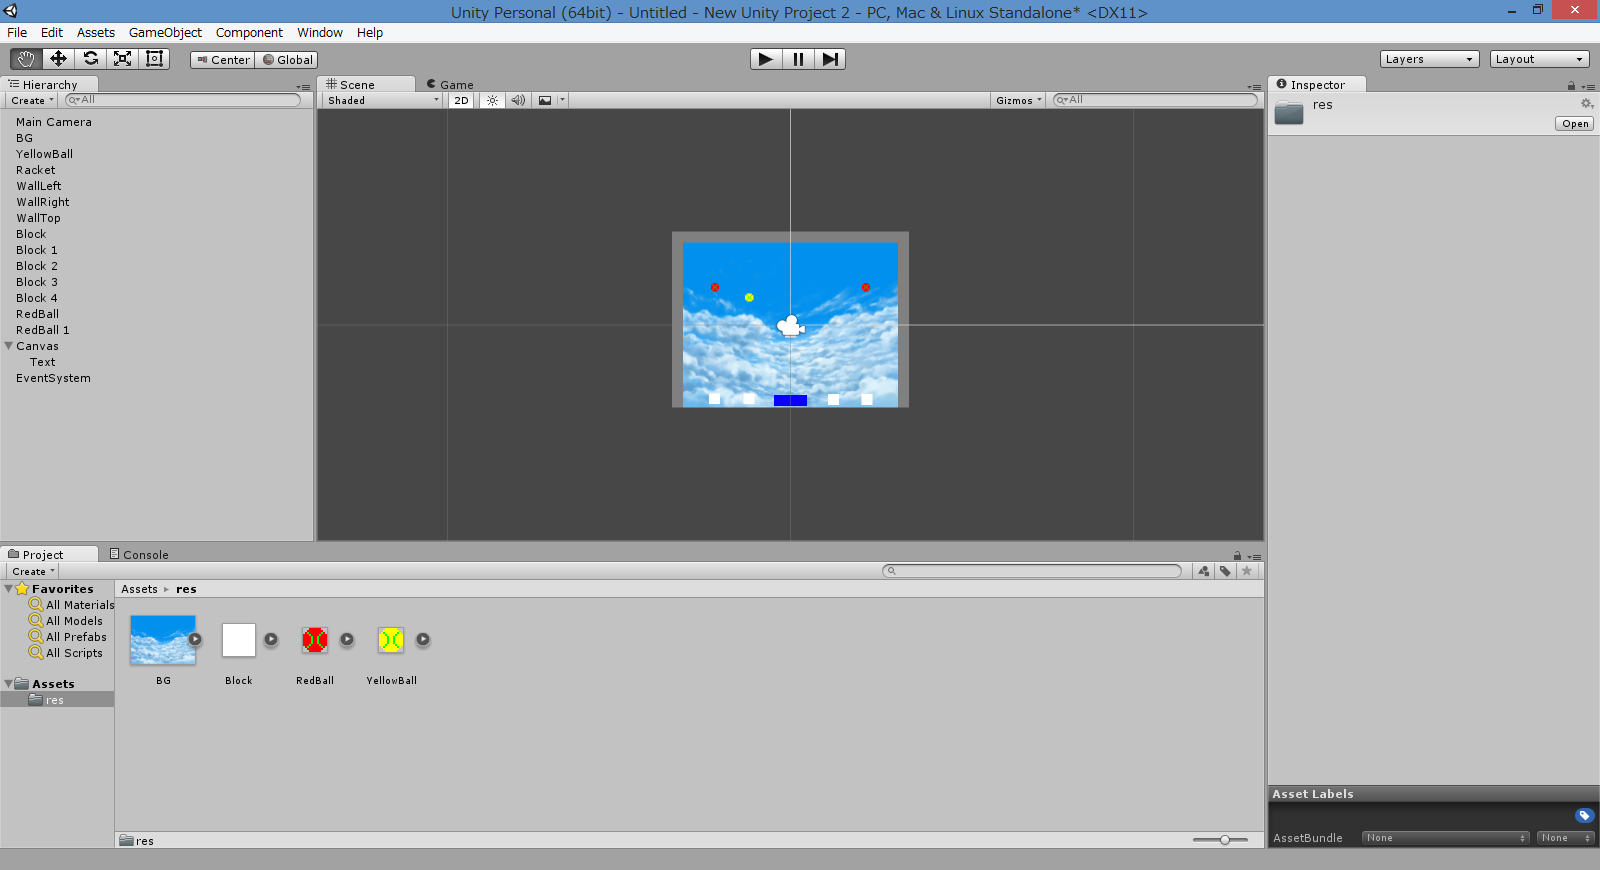 Unity Personal (64bit) - Untitled - New Unity Project 2 - PC, Mac & Linux Standalone* <DX11>
File Edit Assets GameObject Component Window Help
Center Global Layers Layout
Hierarchy
Create All
Main Camera
BG
YellowBall
Racket
WallLeft
WallRight
WallTop
Block
Block 1
Block 2
Block 3
Block 4
RedBall
RedBall 1
Canvas
Text
EventSystem
Scene Game
Shaded 2D Gizmos All
Inspector
res
Open
Project Console
Create
Favorites
All Materials
All Models
All Prefabs
All Scripts
Assets
res
Assets res
BG Block RedBall YellowBall
res
Asset Labels
AssetBundle None None